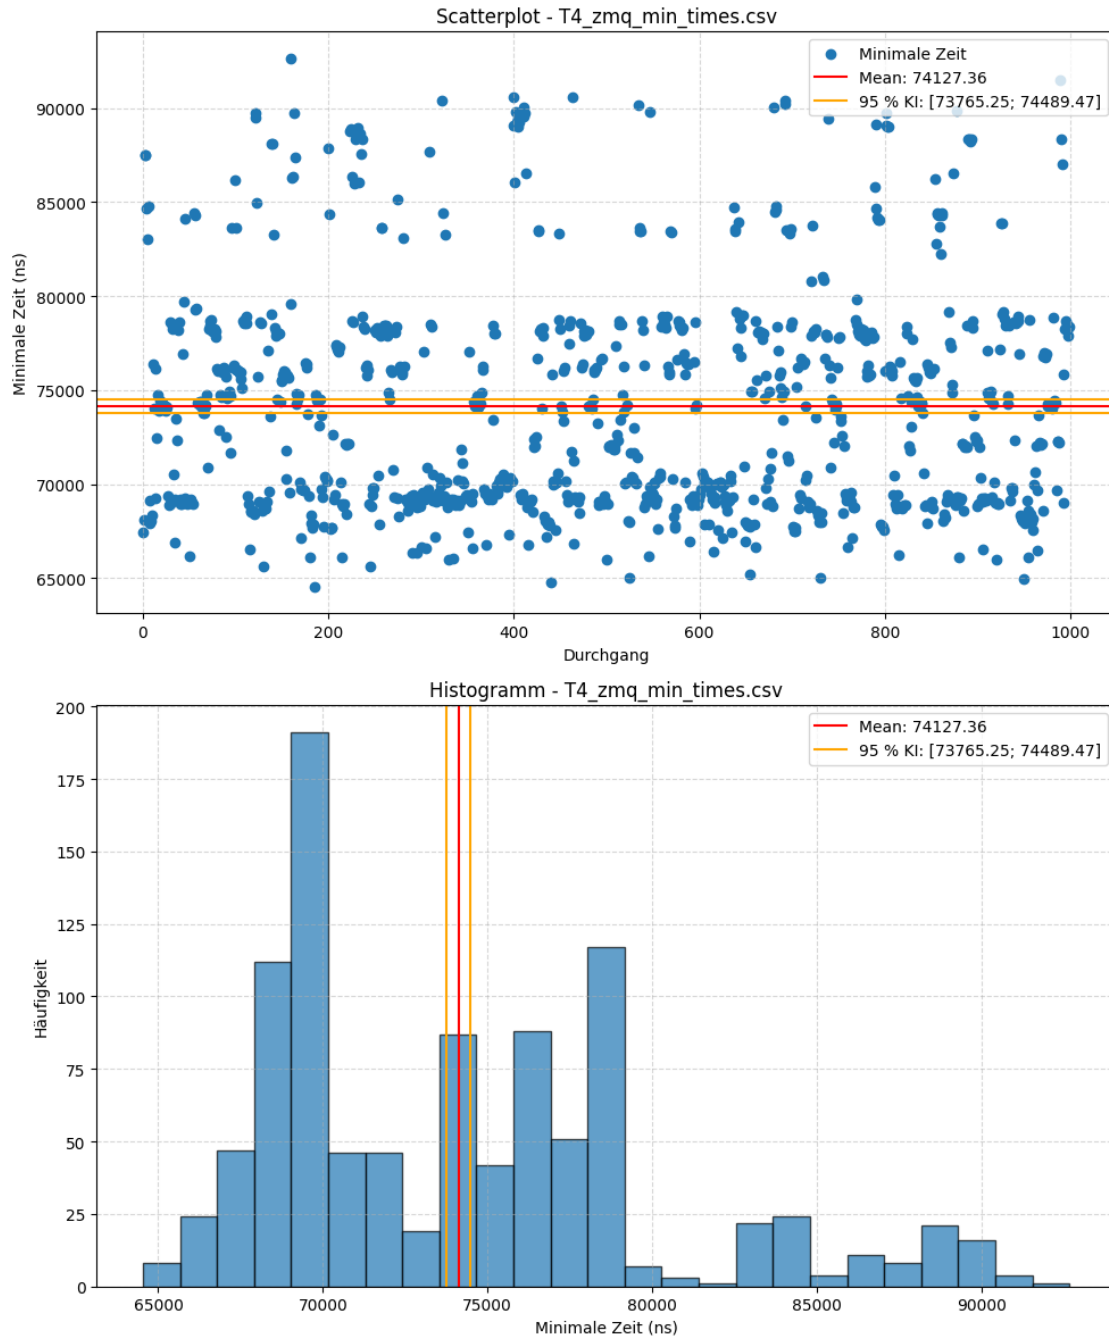 Scatterplot - T4_zmq_min_times.csv
Minimale Zeit
Mean: 74127.36
95 % KI: [73765.25; 74489.47]
90000
85000
80000
75000
70000
65000
Minimale Zeit (ns)
0
200
400
600
800
1000
Durchgang
Histogramm - T4_zmq_min_times.csv
Mean: 74127.36
95 % KI: [73765.25; 74489.47]
200
175
150
125
100
75
50
25
0
Häufigkeit
65000
70000
75000
80000
85000
90000
Minimale Zeit (ns)